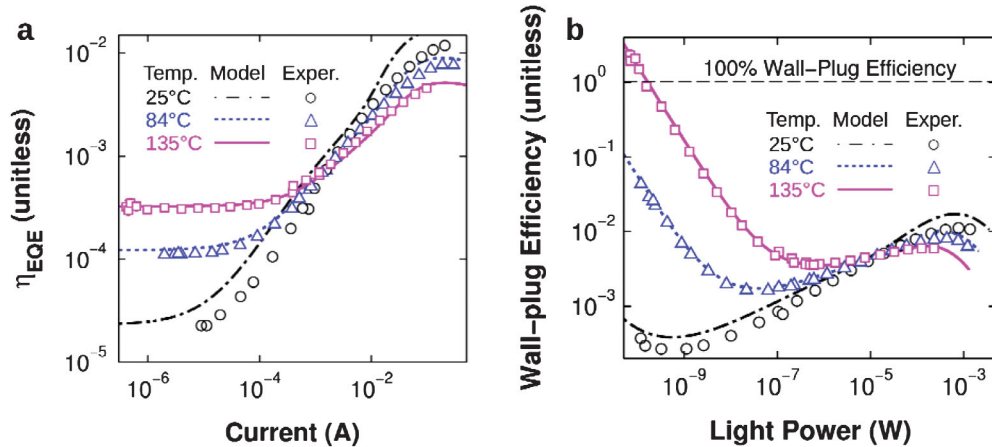 a
η_EQE (unitless)
10⁻²
10⁻³
10⁻⁴
10⁻⁵
Temp. Model Exper.
25°C
84°C
135°C
10⁻⁶ 10⁻⁴ 10⁻²
Current (A)
b
Wall-plug Efficiency (unitless)
10⁰
10⁻¹
10⁻²
10⁻³
100% Wall-Plug Efficiency
Temp. Model Exper.
25°C
84°C
135°C
10⁻⁹ 10⁻⁷ 10⁻⁵ 10⁻³
Light Power (W)